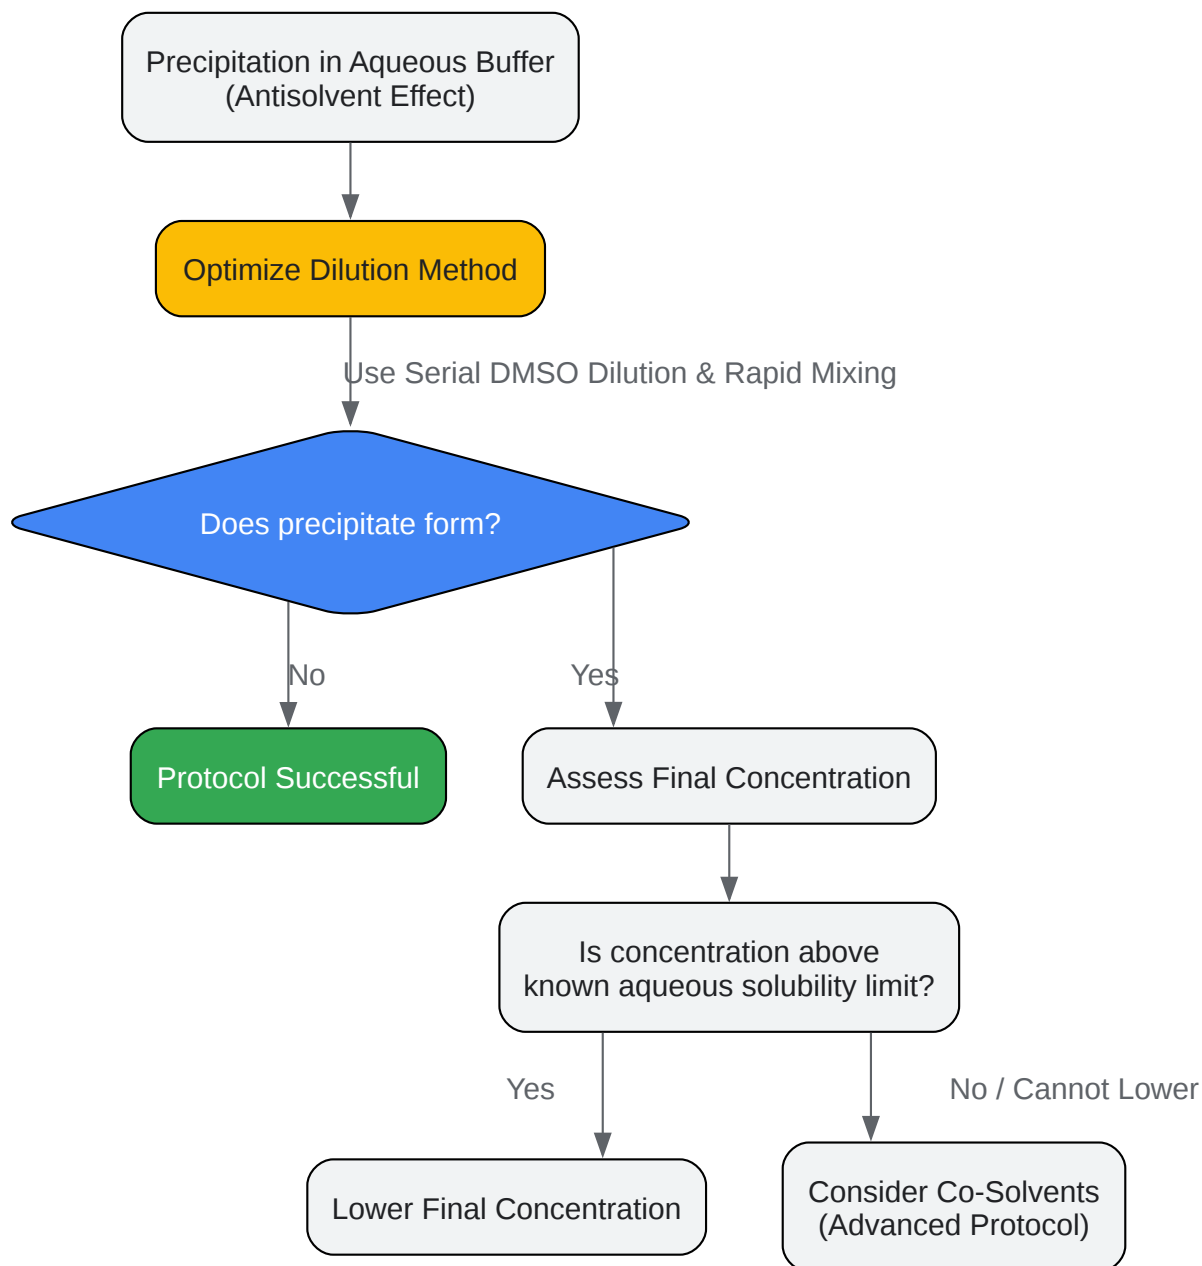 Precipitation in Aqueous Buffer
(Antisolvent Effect)
Optimize Dilution Method
Use Serial DMSO Dilution & Rapid Mixing
Does precipitate form?
No
Yes
Protocol Successful
Assess Final Concentration
Is concentration above
known aqueous solubility limit?
Yes
No / Cannot Lower
Lower Final Concentration
Consider Co-Solvents
(Advanced Protocol)